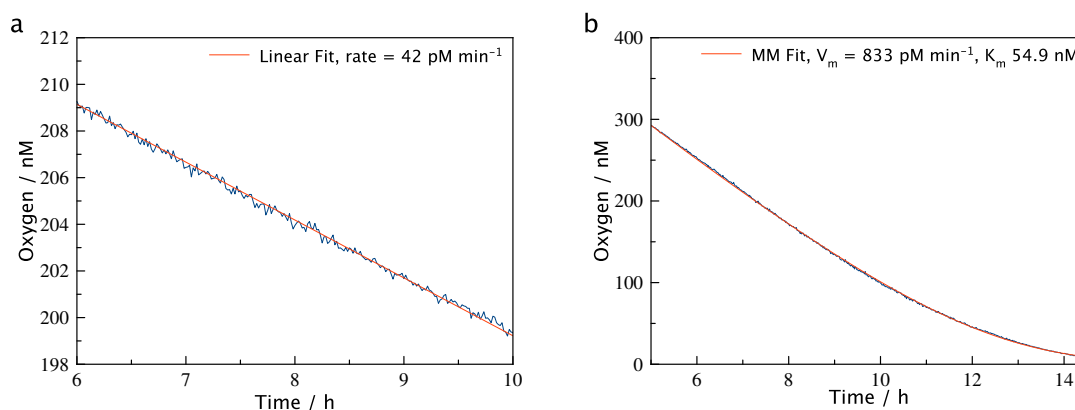 a
212
210
208
206
204
202
200
198
Oxygen / nM
Linear Fit, rate = 42 pM min⁻¹
6
7
8
9
10
Time / h
b
400
300
200
100
0
Oxygen / nM
MM Fit, Vₘ = 833 pM min⁻¹, Kₘ 54.9 nM
6
8
10
12
14
Time / h